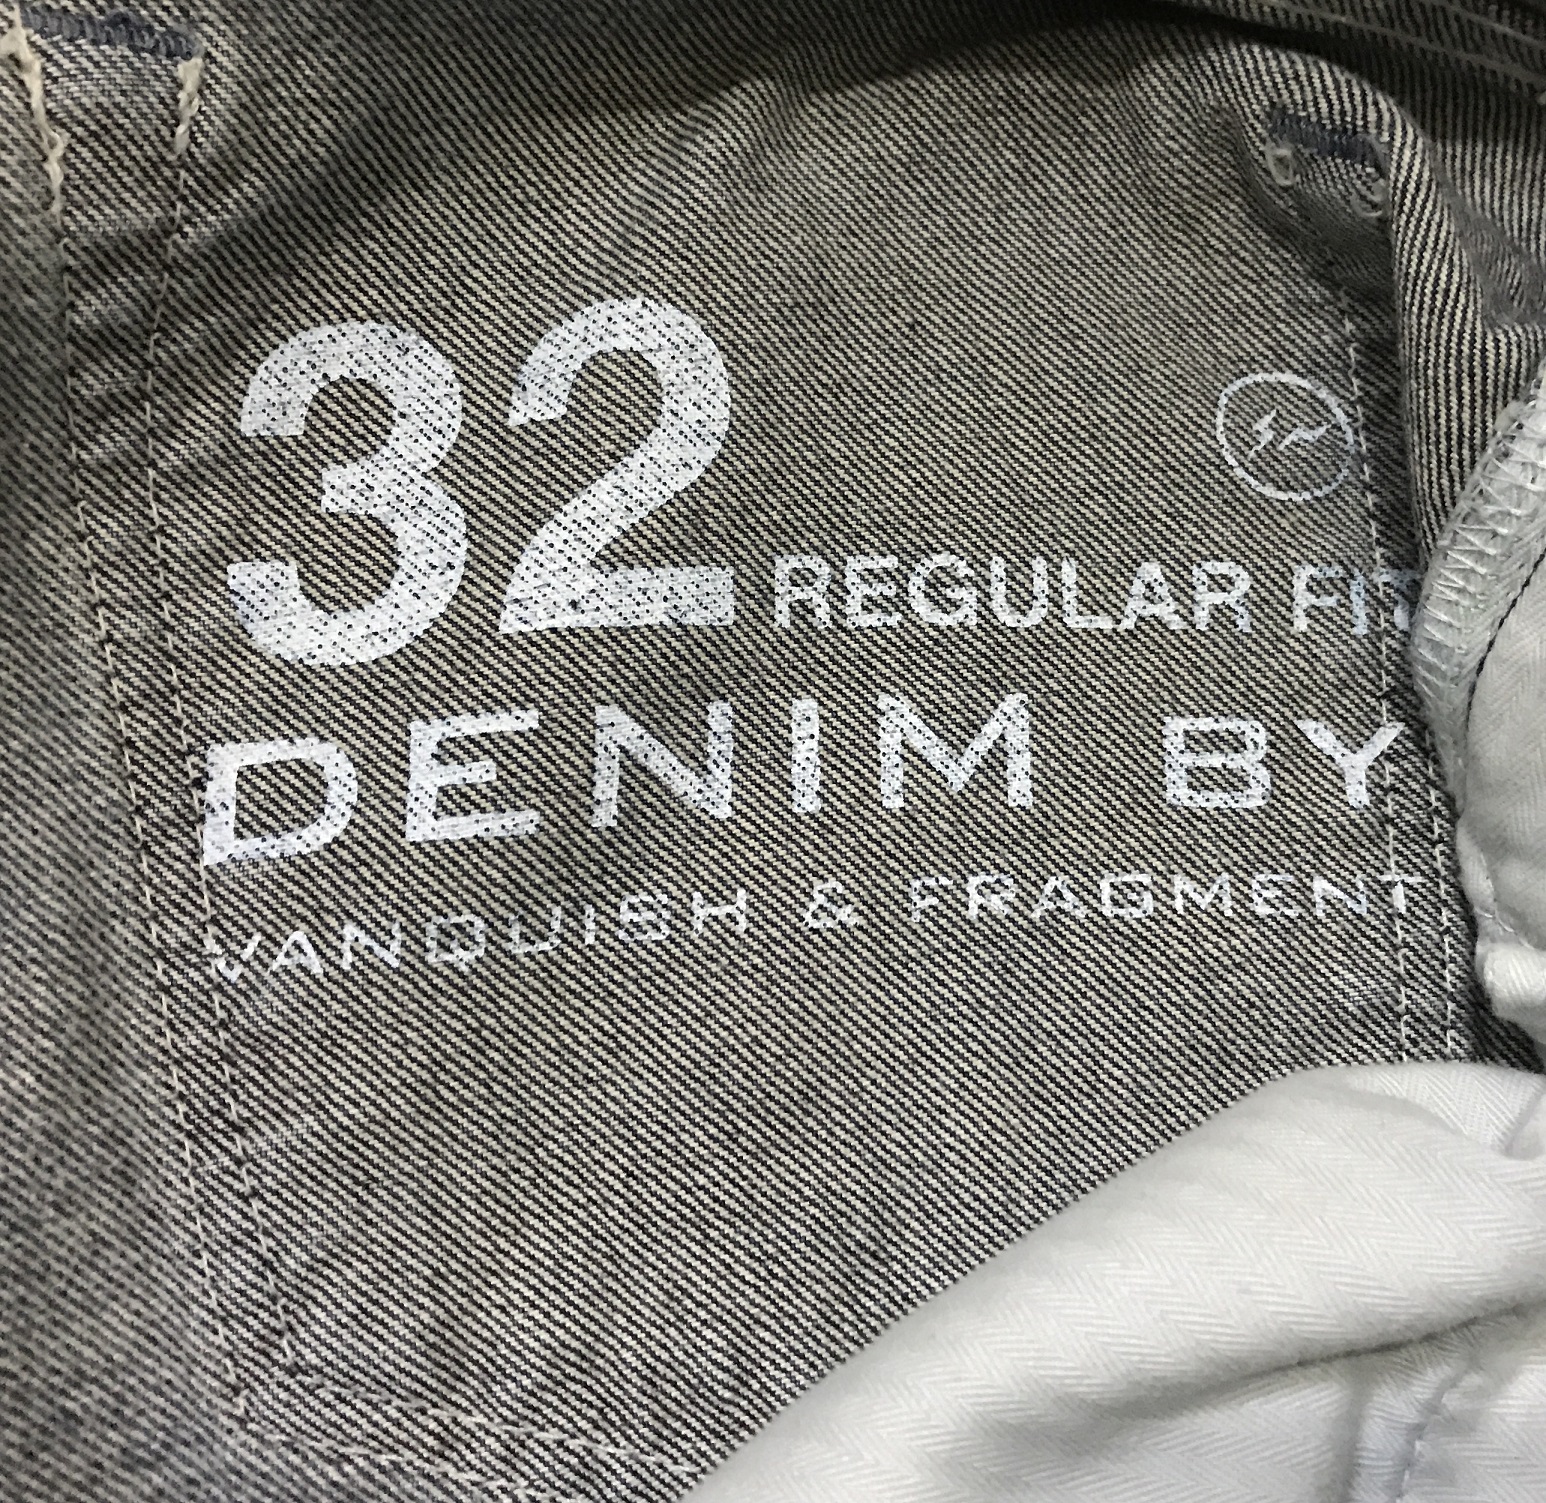 32 REGULAR FIT
DENIM BY
VANQUISH & FRAGMENT